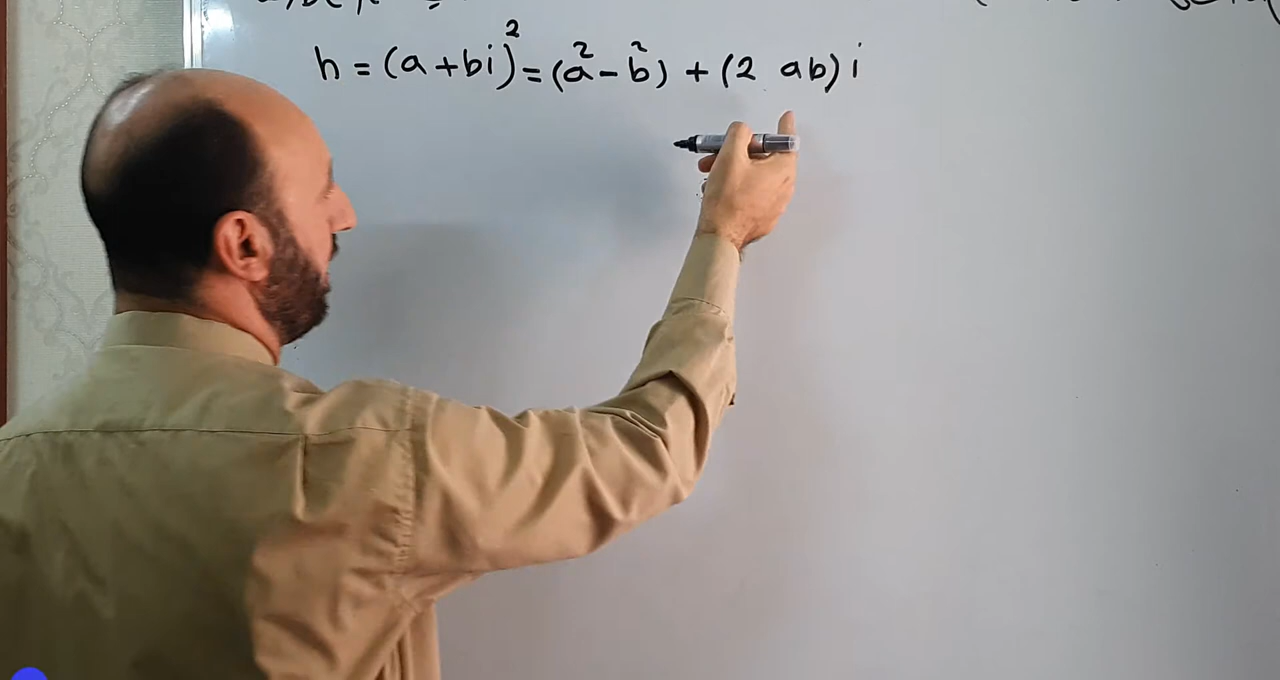 h = (a + bi)² = (a² - b²) + (2 ab) i